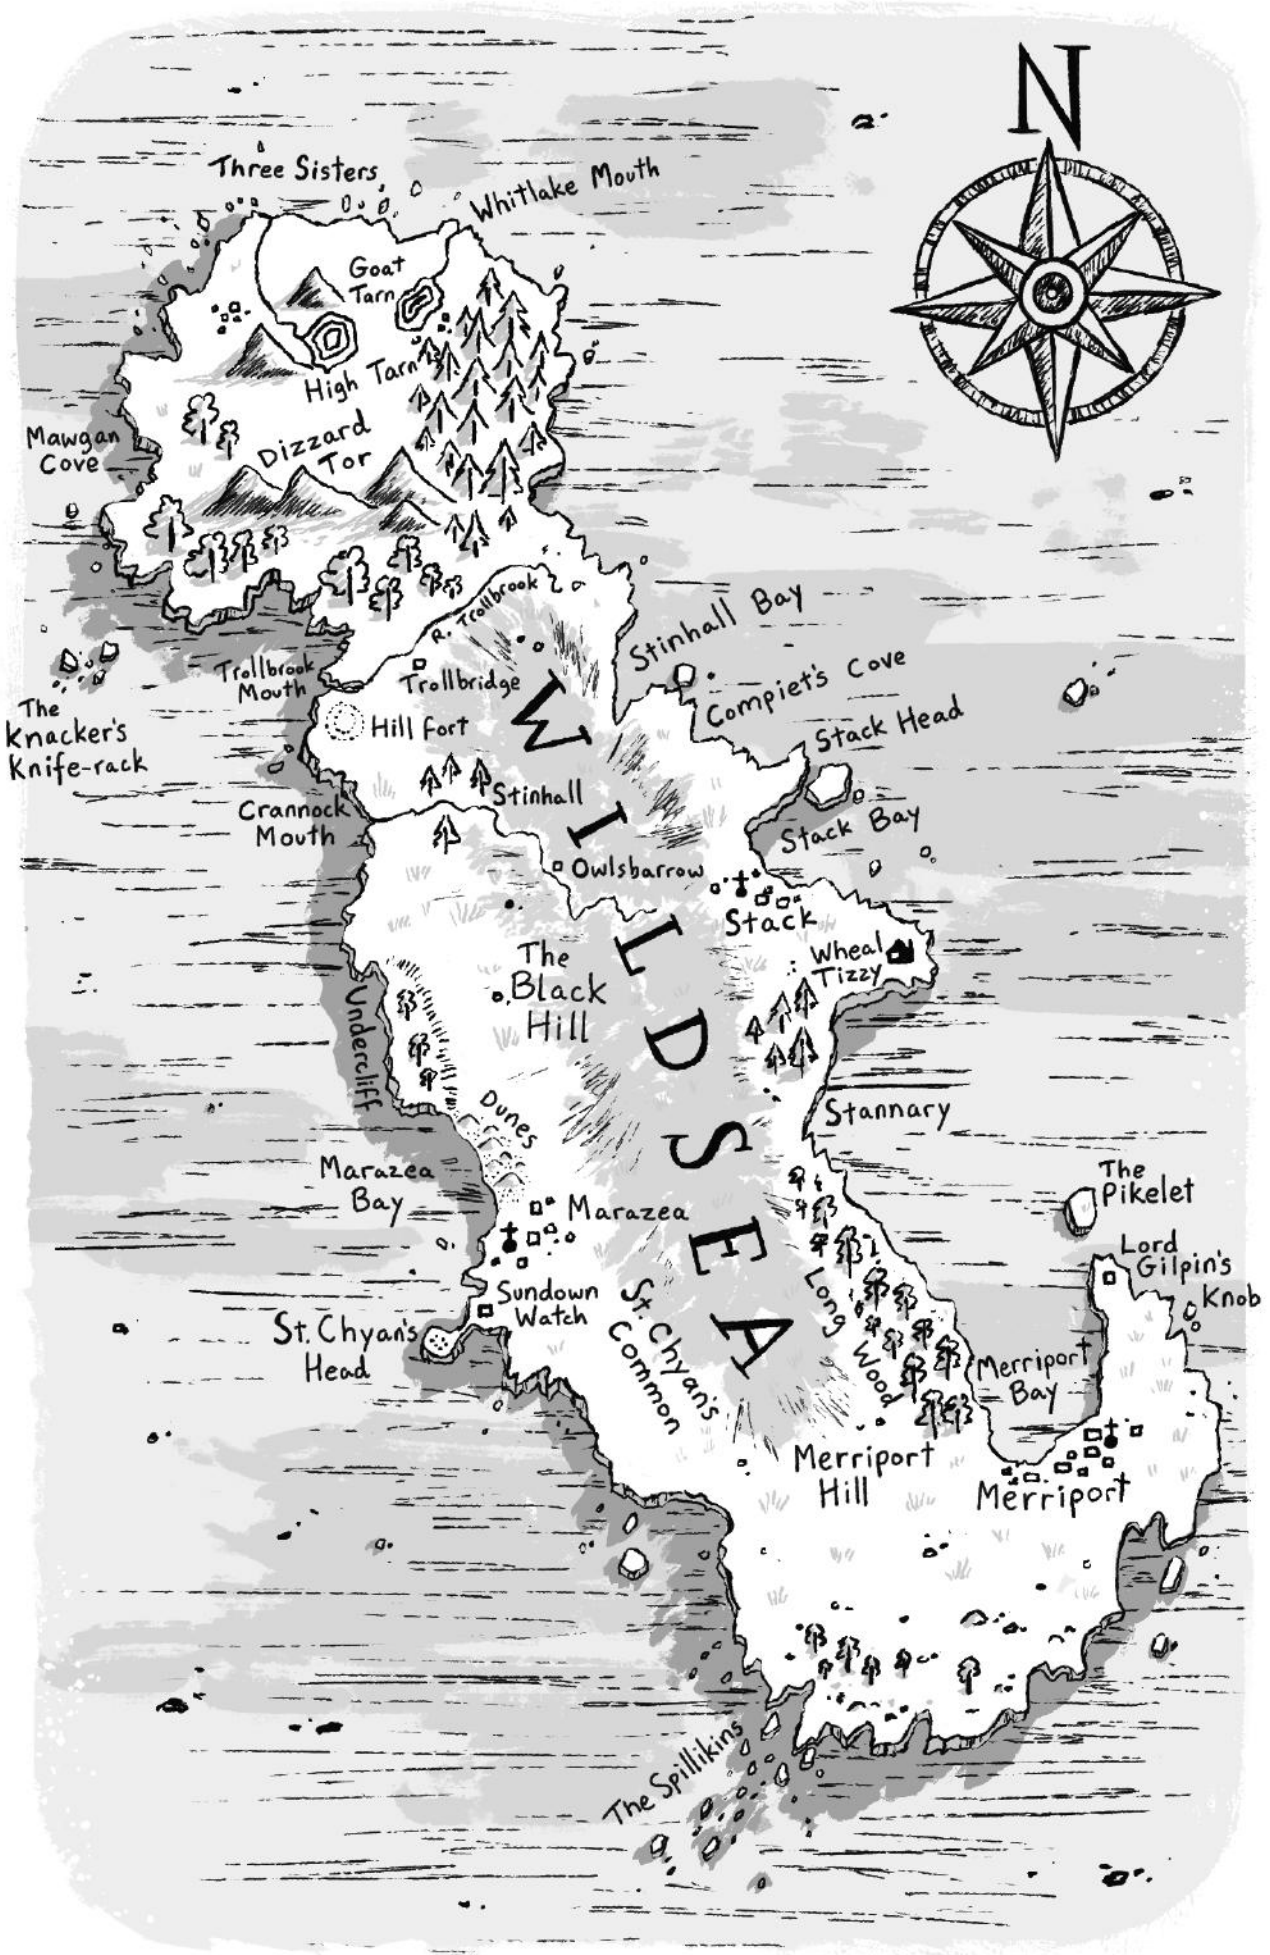 N
Three Sisters
Whitlake Mouth
Goat
Tarn
High Tarn
Mawgan
Cove
Dizzard
Tor
R. Trollbrook
Stinhall Bay
Trollbrook
Mouth
Trollbridge
Compiet's Cove
The
Knacker's
Knife-rack
Hill Fort
Stack Head
Stinhall
Crannock
Mouth
Stack Bay
Owlsbarrow
Stack
WILDSEA
Wheal
Tizzy
The
Black
Hill
Undercliff
Dunes
Stannary
Marazea
Bay
The
Pikelet
Marazea
Lord
Gilpin's
Knob
Sundown
Watch
St. Chyan's
Head
St. Chyan's
Common
Long
Wood
Merriport
Bay
Merriport
Hill
Merriport
The Spillikins